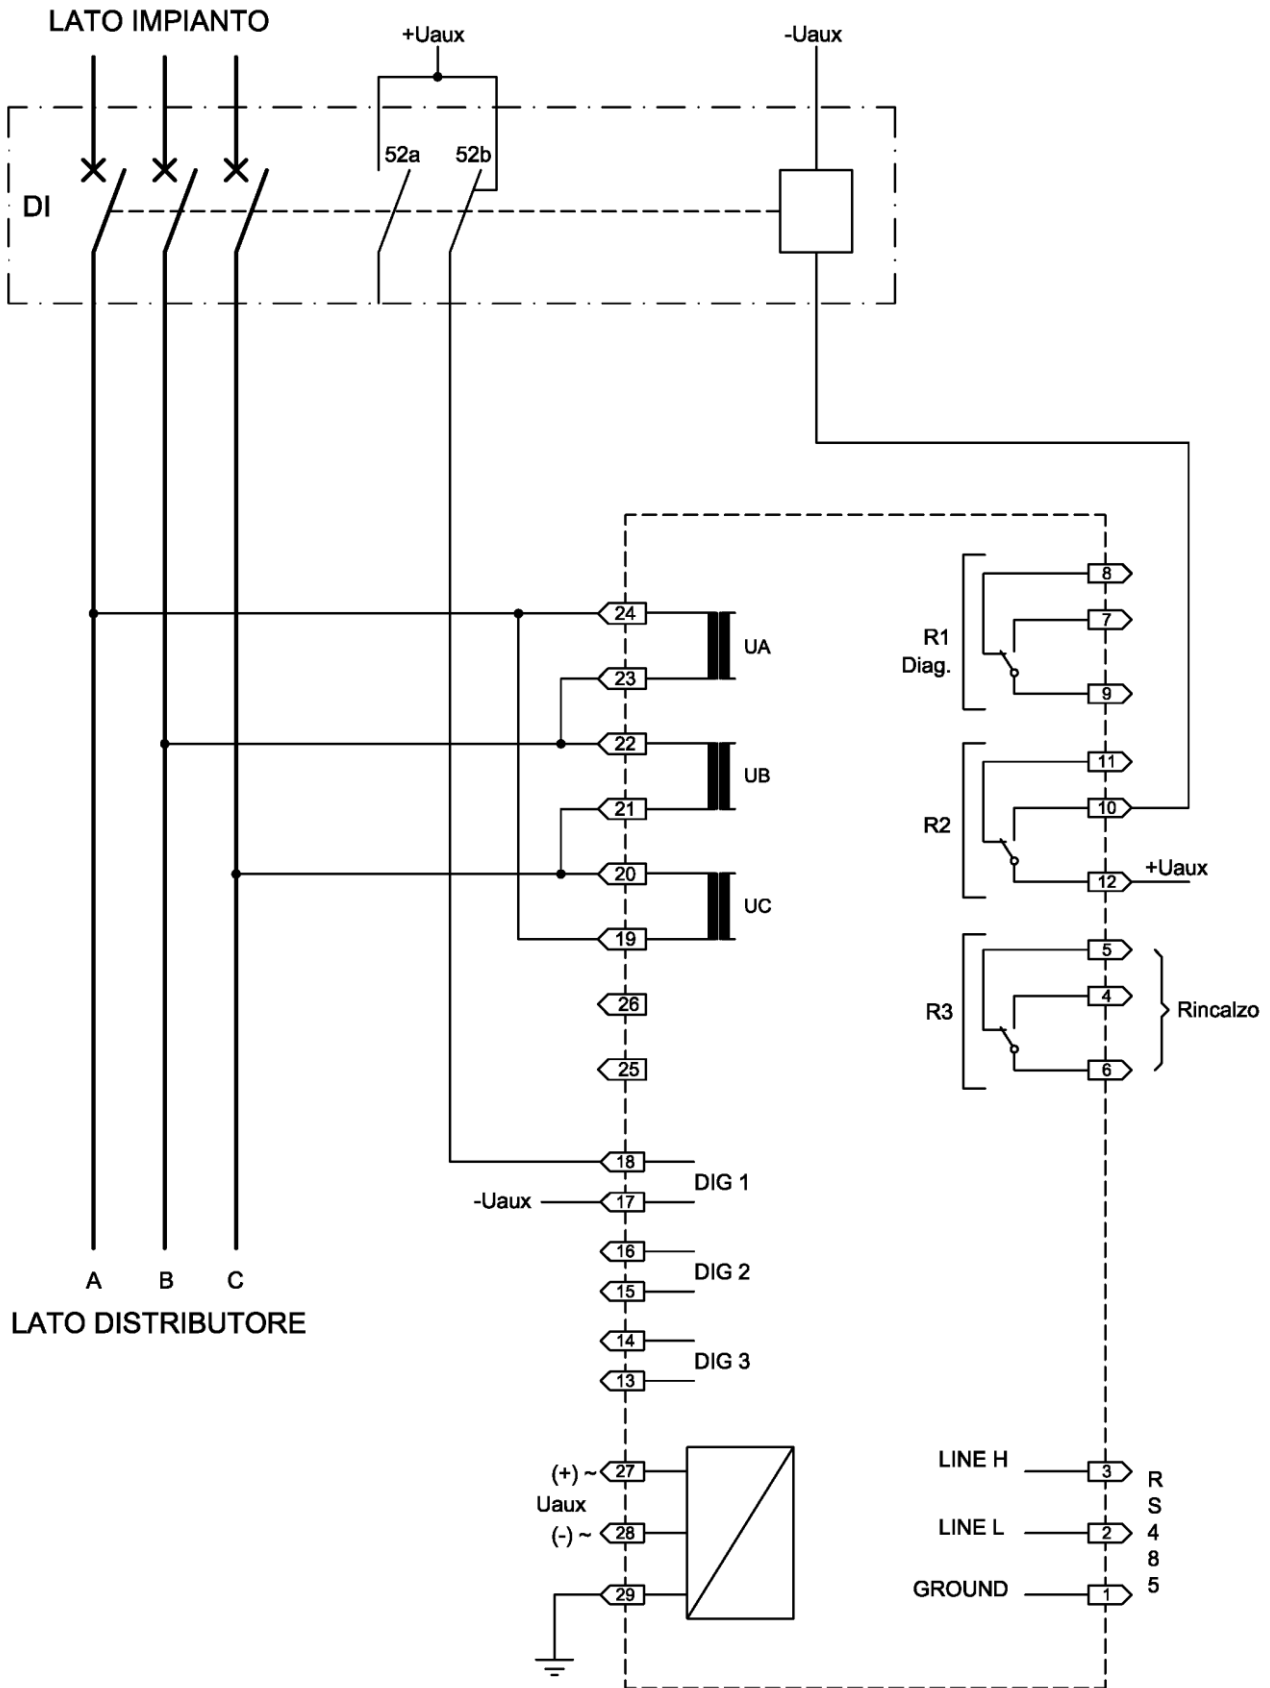 LATO IMPIANTO
+Uaux
-Uaux
52a
52b
DI
8
24
7
R1
UA
Diag.
23
9
22
11
UB
10
21
R2
+Uaux
20
12
UC
19
5
4
26
R3
Rincalzo
25
6
18
DIG 1
-Uaux
17
16
A
B
C
DIG 2
15
LATO DISTRIBUTORE
14
DIG 3
13
LINE H
(+) ~
27
3
R
Uaux
S
LINE L
(-) ~
28
2
4
8
GROUND
29
1
5